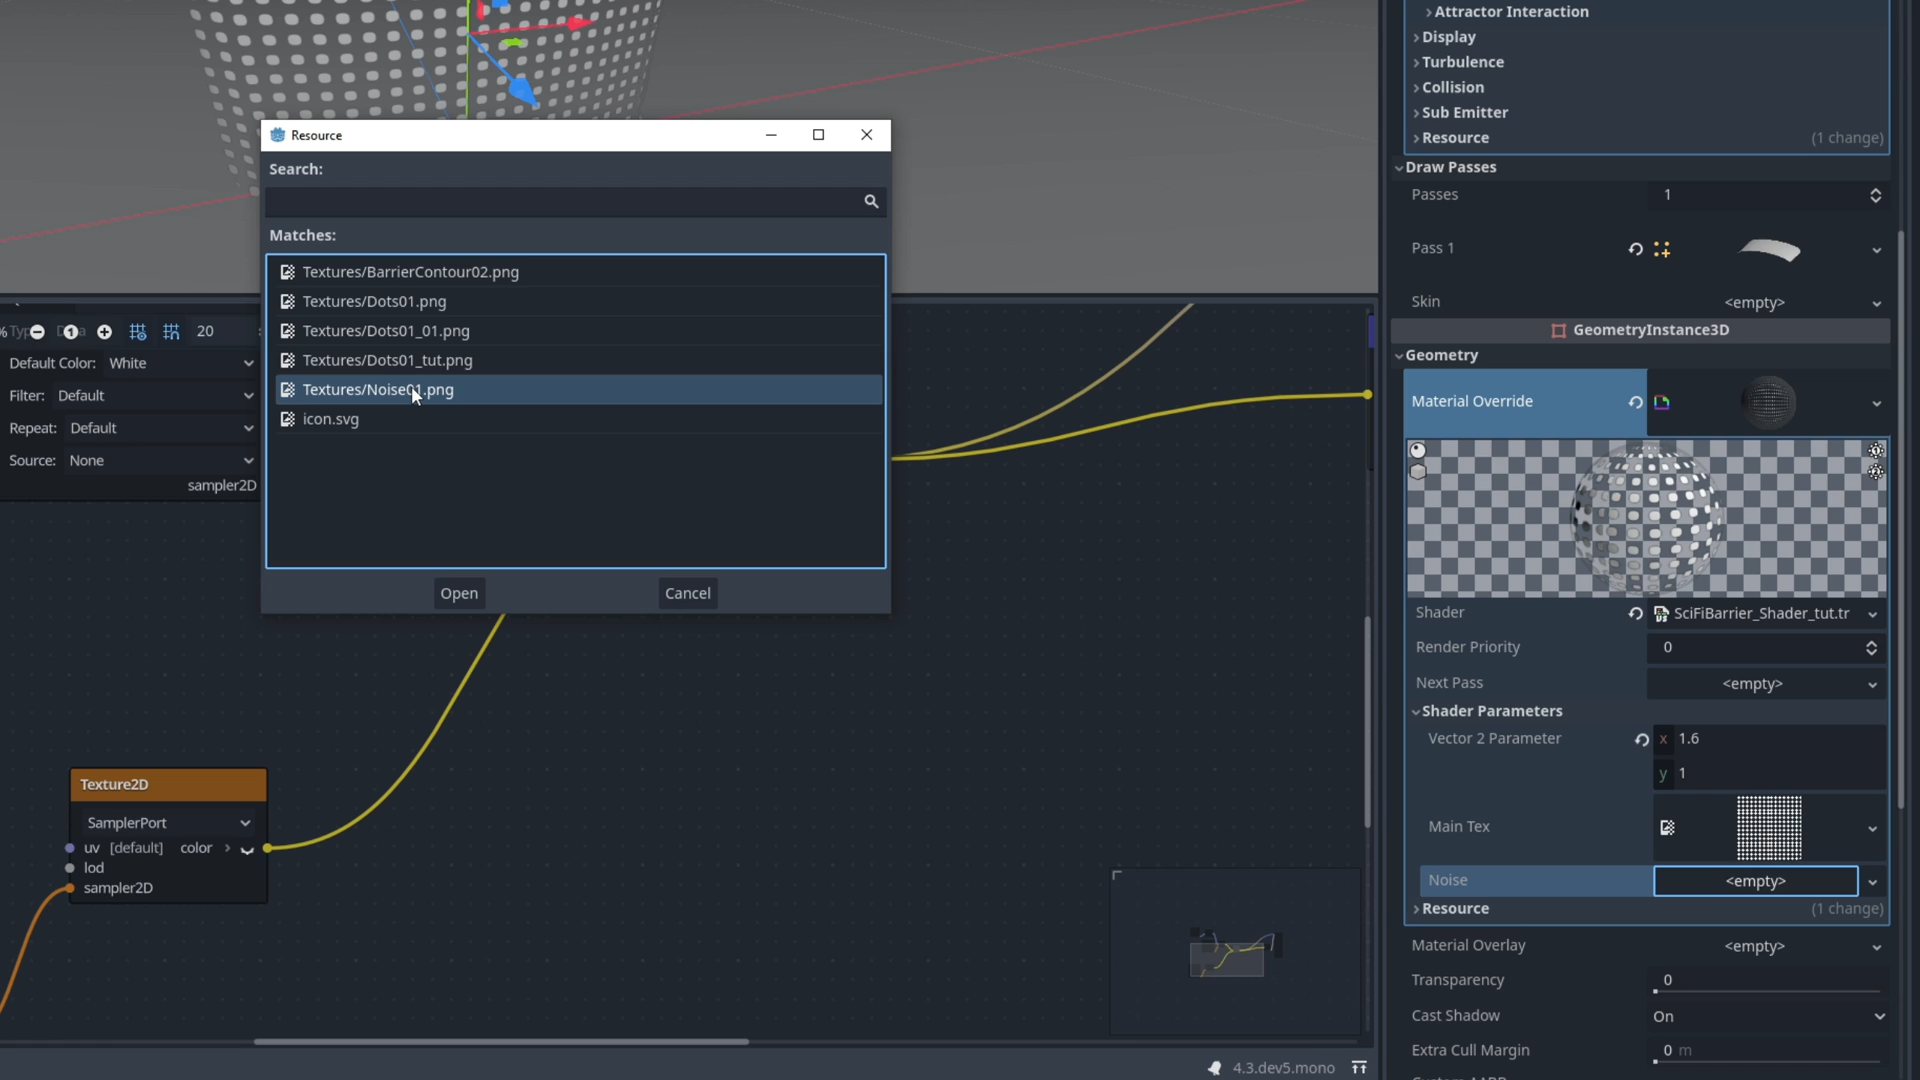 Resource
Search:
Matches:
Textures/BarrierContour02.png
Textures/Dots01.png
Textures/Dots01_01.png
Textures/Dots01_tut.png
Textures/Noise01.png
icon.svg
Open
Cancel
20
Default Color: White
Filter: Default
Repeat: Default
Source: None
sampler2D
Texture2D
SamplerPort
uv [default] color
lod
sampler2D
4.3.dev5.mono
Attractor Interaction
Display
Turbulence
Collision
Sub Emitter
Resource (1 change)
Draw Passes
Passes 1
Pass 1
Skin <empty>
GeometryInstance3D
Geometry
Material Override
Shader SciFiBarrier_Shader_tut.tr
Render Priority 0
Next Pass <empty>
Shader Parameters
Vector 2 Parameter x 1.6
y 1
Main Tex
Noise <empty>
Resource (1 change)
Material Overlay <empty>
Transparency 0
Cast Shadow On
Extra Cull Margin 0 m